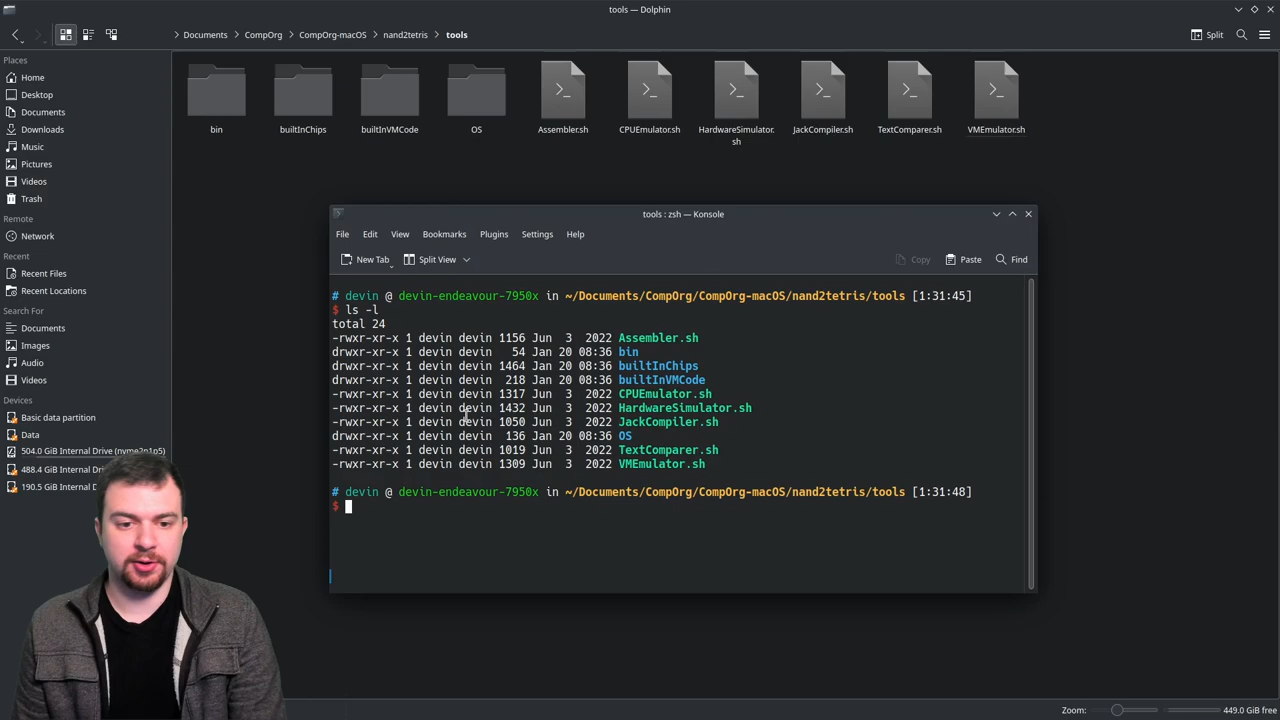 tools — Dolphin
> Documents > CompOrg > CompOrg-macOS > nand2tetris > tools
Split
Places
Home
Desktop
Documents
Downloads
Music
Pictures
Videos
Trash
Remote
Network
Recent
Recent Files
Recent Locations
Search For
Documents
Images
Audio
Videos
Devices
Basic data partition
Data
504.0 GiB Internal Drive (nvme2n1p5)
488.4 GiB Internal D
190.5 GiB Internal D
bin
builtInChips
builtInVMCode
OS
Assembler.sh
CPUEmulator.sh
HardwareSimulator.
sh
JackCompiler.sh
TextComparer.sh
VMEmulator.sh
tools : zsh — Konsole
File Edit View Bookmarks Plugins Settings Help
New Tab Split View Copy Paste Find
# devin @ devin-endeavour-7950x in ~/Documents/CompOrg/CompOrg-macOS/nand2tetris/tools [1:31:45]
$ ls -l
total 24
-rwxr-xr-x 1 devin devin 1156 Jun  3  2022 Assembler.sh
drwxr-xr-x 1 devin devin   54 Jan 20 08:36 bin
drwxr-xr-x 1 devin devin 1464 Jan 20 08:36 builtInChips
drwxr-xr-x 1 devin devin  218 Jan 20 08:36 builtInVMCode
-rwxr-xr-x 1 devin devin 1317 Jun  3  2022 CPUEmulator.sh
-rwxr-xr-x 1 devin devin 1432 Jun  3  2022 HardwareSimulator.sh
-rwxr-xr-x 1 devin devin 1050 Jun  3  2022 JackCompiler.sh
drwxr-xr-x 1 devin devin  136 Jan 20 08:36 OS
-rwxr-xr-x 1 devin devin 1019 Jun  3  2022 TextComparer.sh
-rwxr-xr-x 1 devin devin 1309 Jun  3  2022 VMEmulator.sh
# devin @ devin-endeavour-7950x in ~/Documents/CompOrg/CompOrg-macOS/nand2tetris/tools [1:31:48]
$
Zoom:
449.0 GiB free